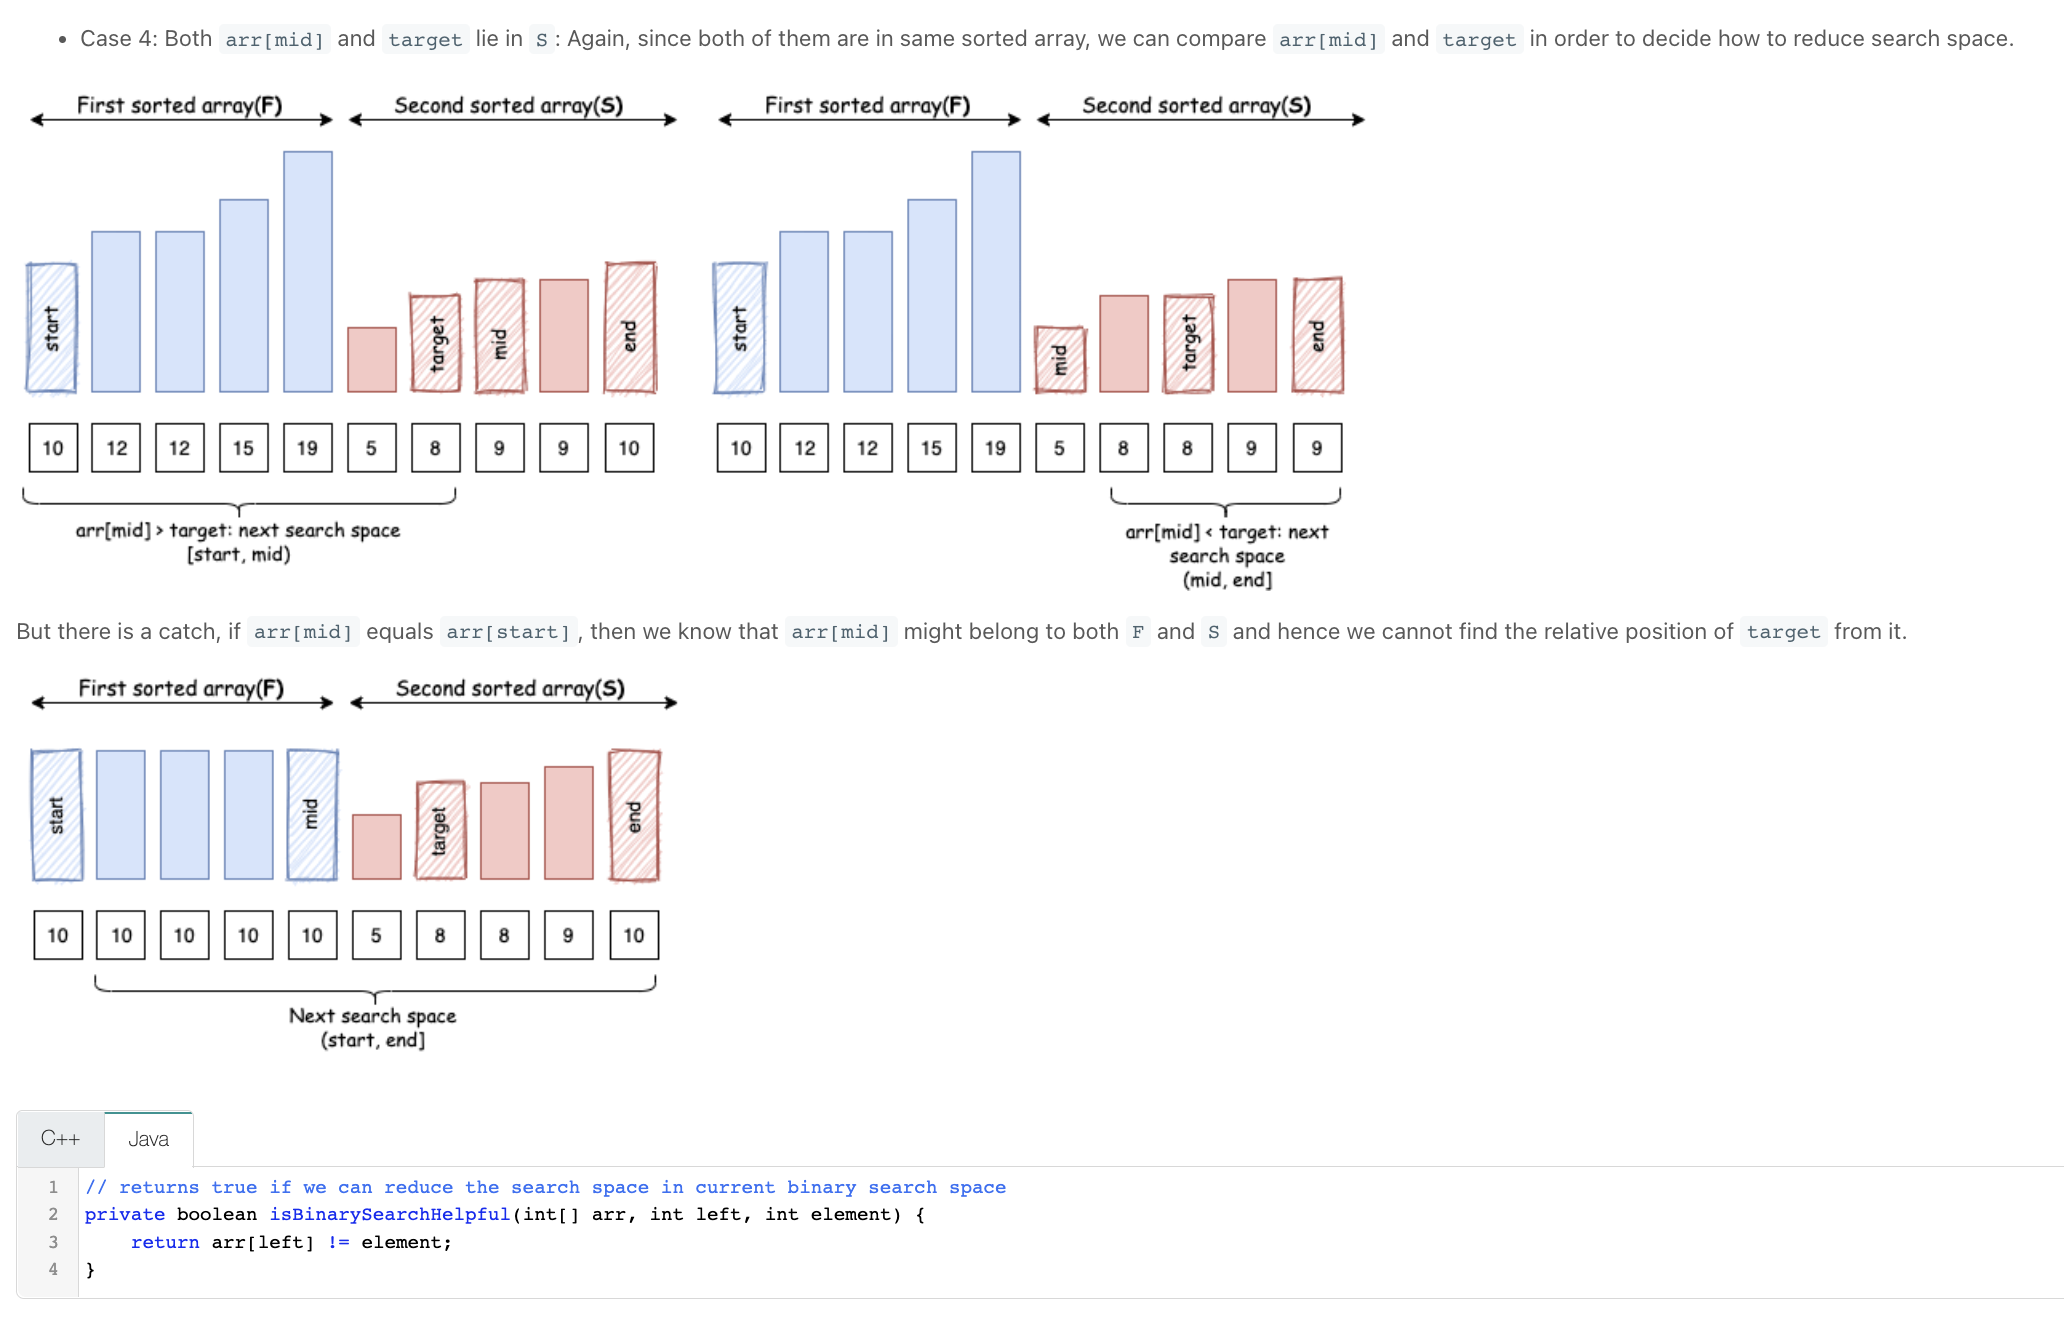 • Case 4: Both arr[mid] and target lie in S : Again, since both of them are in same sorted array, we can compare arr[mid] and target in order to decide how to reduce search space.
First sorted array(F) Second sorted array(S) First sorted array(F) Second sorted array(S)
start target mid end start mid target end
10 12 12 15 19 5 8 9 9 10 10 12 12 15 19 5 8 8 9 9
arr[mid] > target: next search space
[start, mid)
arr[mid] < target: next
search space
(mid, end]
But there is a catch, if arr[mid] equals arr[start] , then we know that arr[mid] might belong to both F and S and hence we cannot find the relative position of target from it.
First sorted array(F) Second sorted array(S)
start mid target end
10 10 10 10 10 5 8 8 9 10
Next search space
(start, end]
C++ Java
1 // returns true if we can reduce the search space in current binary search space
2 private boolean isBinarySearchHelpful(int[] arr, int left, int element) {
3 return arr[left] != element;
4 }